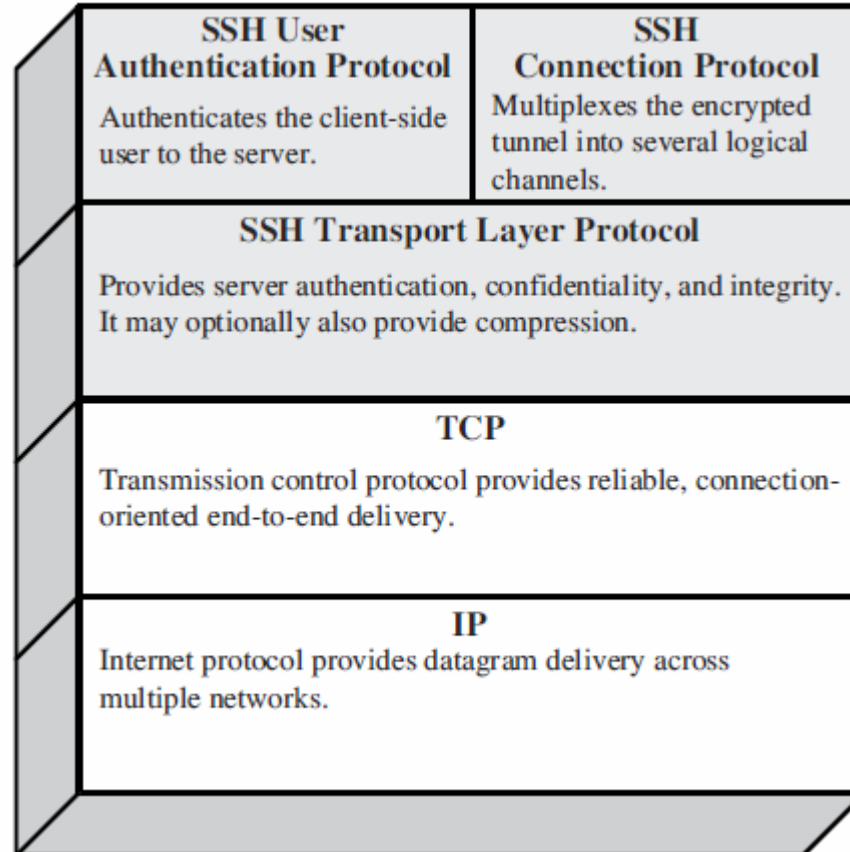 SSH User
Authentication Protocol
Authenticates the client-side
user to the server.
SSH
Connection Protocol
Multiplexes the encrypted
tunnel into several logical
channels.
SSH Transport Layer Protocol
Provides server authentication, confidentiality, and integrity.
It may optionally also provide compression.
TCP
Transmission control protocol provides reliable, connection-
oriented end-to-end delivery.
IP
Internet protocol provides datagram delivery across
multiple networks.